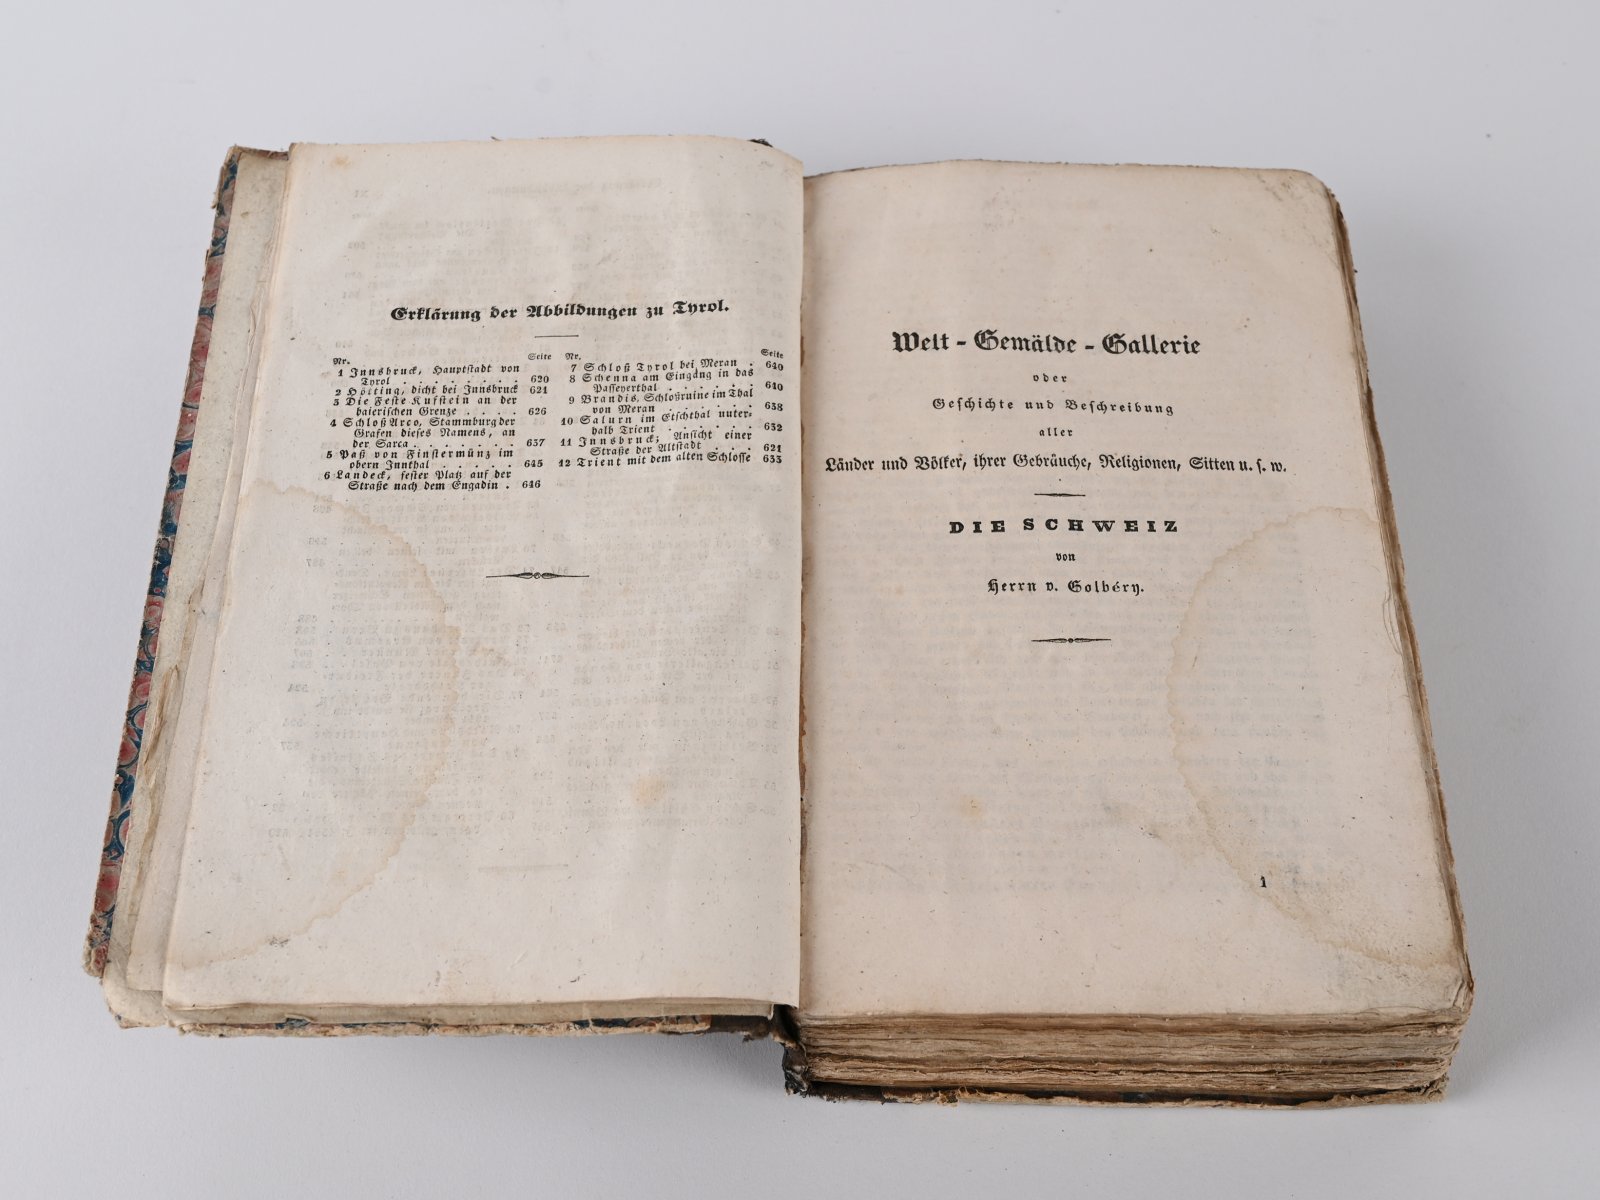 Erklärung der Abbildungen zu Tyrol.
Nr. Seite
1 Innsbruck, Hauptstadt von
Tyrol . . . . . . . . 620
2 Hötting, dicht bei Innsbruck 621
3 Die Feste Kufstein an der
baierischen Grenze . . . . 626
4 Schloß Arco, Stammburg der
Grafen dieses Namens, an
der Sarca . . . . . . . 637
5 Paß von Finstermünz im
obern Innthal . . . . . 645
6 Landeck, fester Platz auf der
Straße nach dem Engadin . 646
Nr. Seite
7 Schloß Tyrol bei Meran . 640
8 Schenna am Eingang in das
Passeyerthal . . . . . . 640
9 Brandis, Schloßruine im Thal
von Meran . . . . . . 638
10 Salurn im Etschthal unter-
halb Trient . . . . . . 632
11 Innsbruck; Ansicht einer
Straße der Altstadt . . . 621
12 Trient mit dem alten Schlosse 633
Welt-Gemälde-Gallerie
oder
Geschichte und Beschreibung
aller
Länder und Völker, ihrer Gebräuche, Religionen, Sitten u. s. w.
DIE SCHWEIZ
von
Herrn v. Golbéry.
1